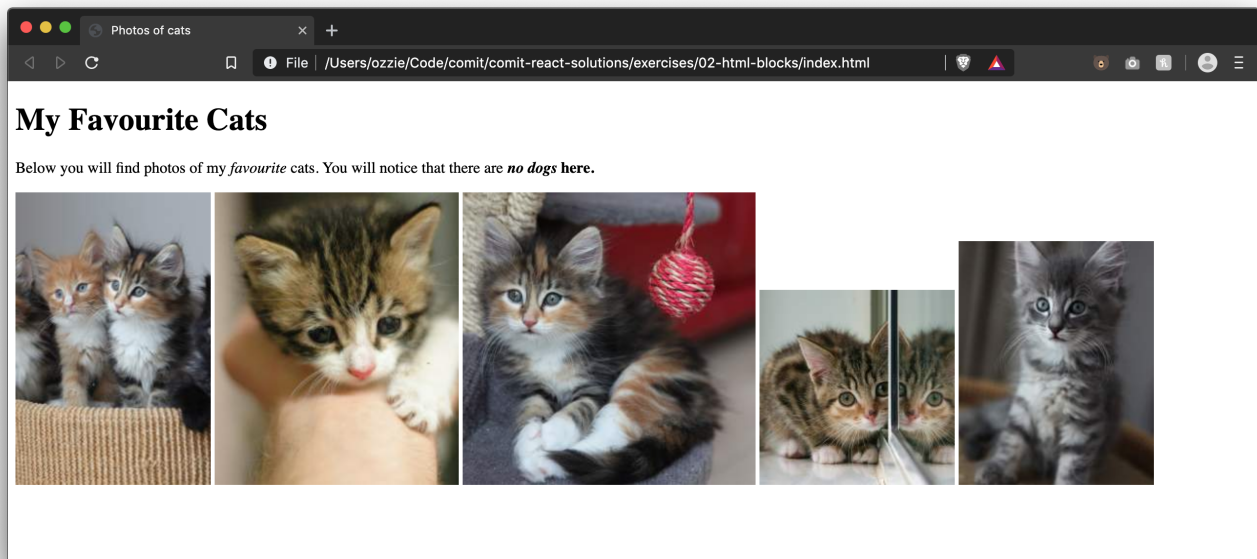 Photos of cats
File
/Users/ozzie/Code/comit/comit-react-solutions/exercises/02-html-blocks/index.html
My Favourite Cats
Below you will find photos of my favourite cats. You will notice that there are no dogs here.